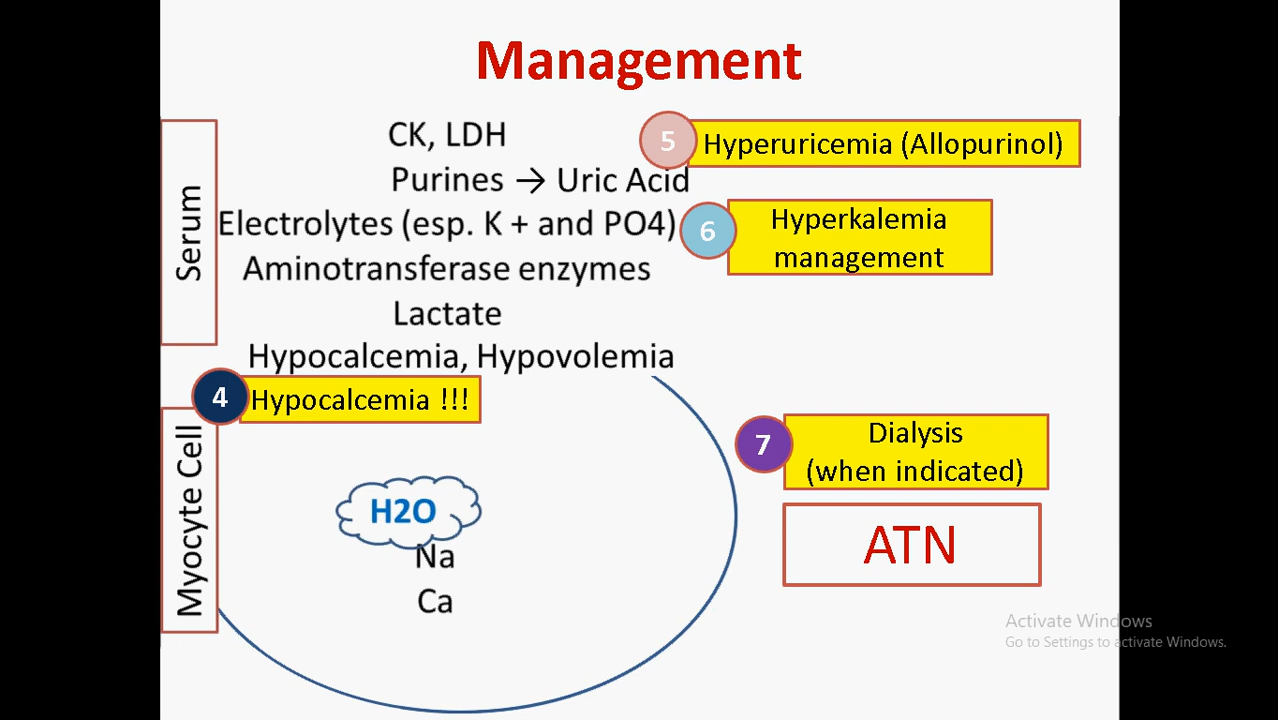 Management
Serum
CK, LDH
Purines → Uric Acid
Electrolytes (esp. K + and PO4)
Aminotransferase enzymes
Lactate
Hypocalcemia, Hypovolemia
5
Hyperuricemia (Allopurinol)
6
Hyperkalemia
management
4
Hypocalcemia !!!
Myocyte Cell
H2O
Na
Ca
7
Dialysis
(when indicated)
ATN
Activate Windows
Go to Settings to activate Windows.